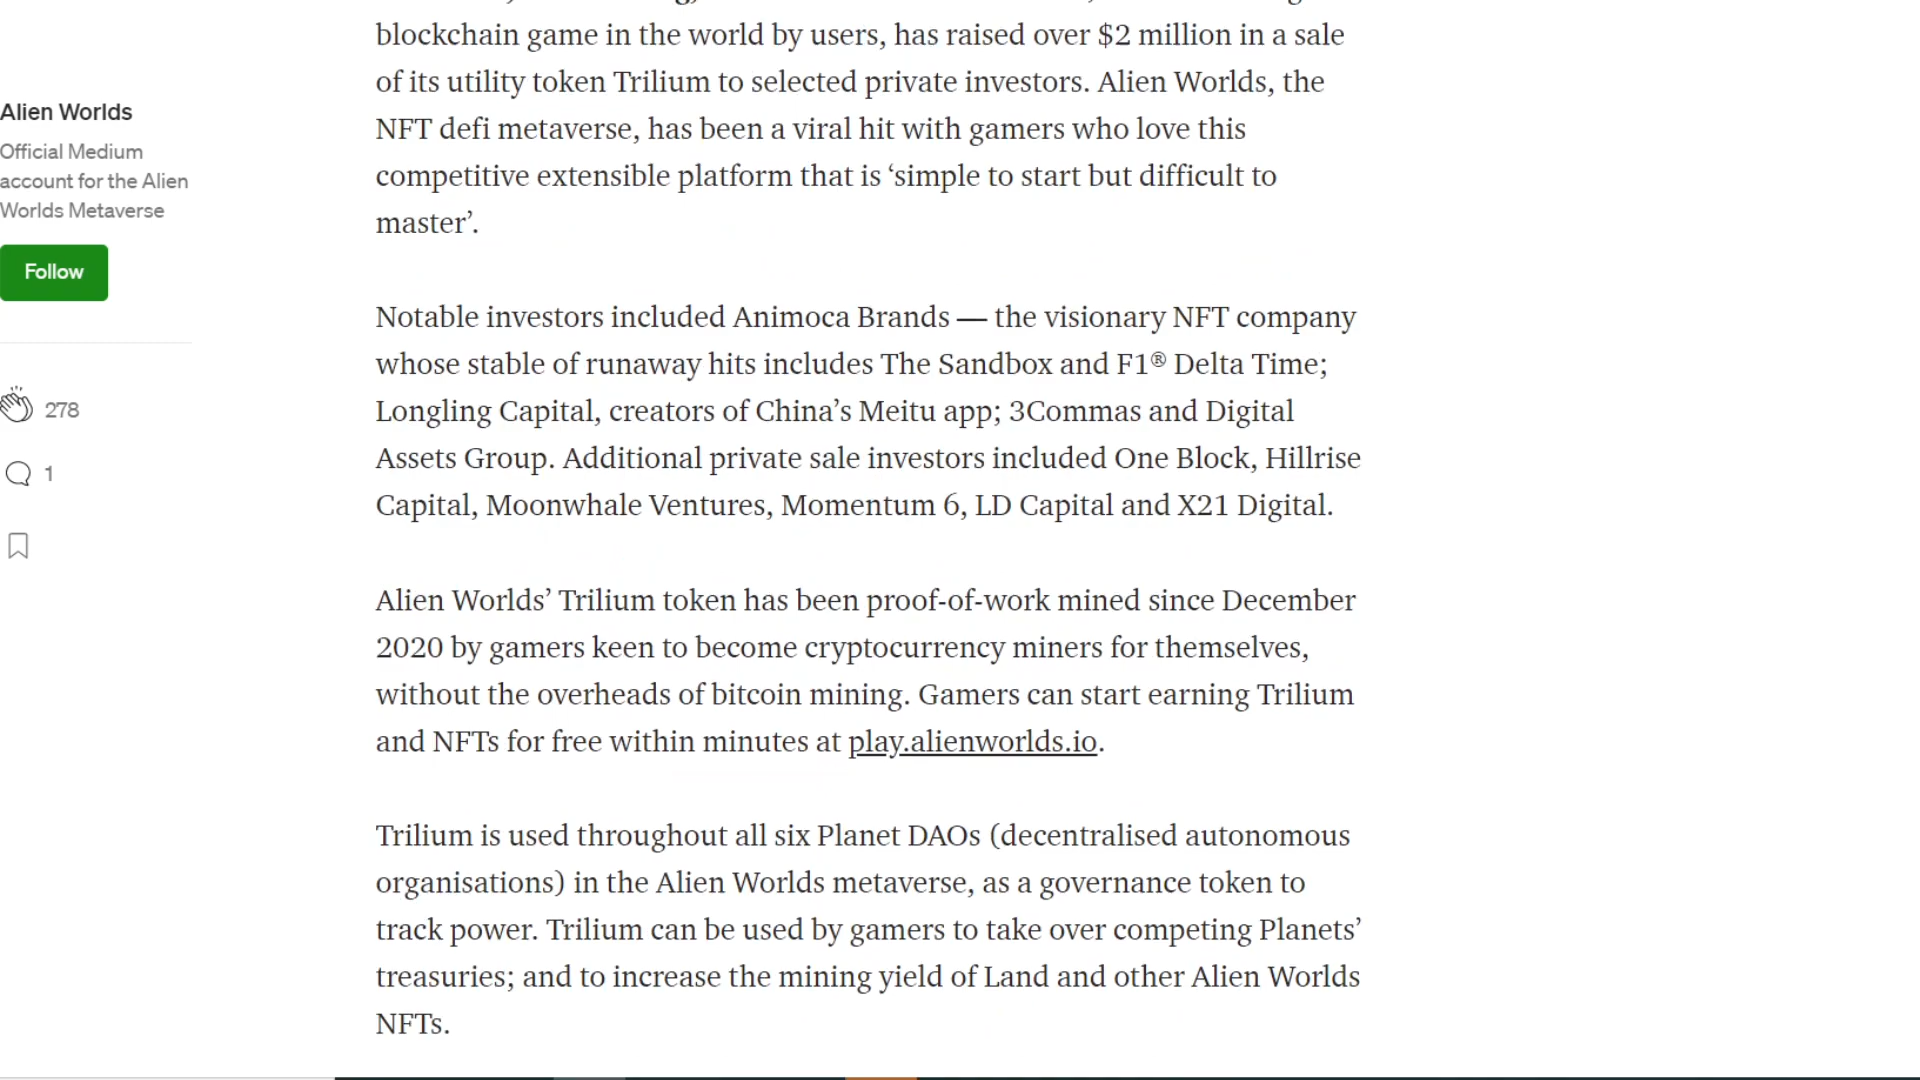 blockchain game in the world by users, has raised over $2 million in a sale
of its utility token Trilium to selected private investors. Alien Worlds, the
NFT defi metaverse, has been a viral hit with gamers who love this
competitive extensible platform that is ‘simple to start but difficult to
master’.
Alien Worlds
Official Medium
account for the Alien
Worlds Metaverse
Follow
278
1
Notable investors included Animoca Brands — the visionary NFT company
whose stable of runaway hits includes The Sandbox and F1® Delta Time;
Longling Capital, creators of China’s Meitu app; 3Commas and Digital
Assets Group. Additional private sale investors included One Block, Hillrise
Capital, Moonwhale Ventures, Momentum 6, LD Capital and X21 Digital.
Alien Worlds’ Trilium token has been proof-of-work mined since December
2020 by gamers keen to become cryptocurrency miners for themselves,
without the overheads of bitcoin mining. Gamers can start earning Trilium
and NFTs for free within minutes at play.alienworlds.io.
Trilium is used throughout all six Planet DAOs (decentralised autonomous
organisations) in the Alien Worlds metaverse, as a governance token to
track power. Trilium can be used by gamers to take over competing Planets’
treasuries; and to increase the mining yield of Land and other Alien Worlds
NFTs.